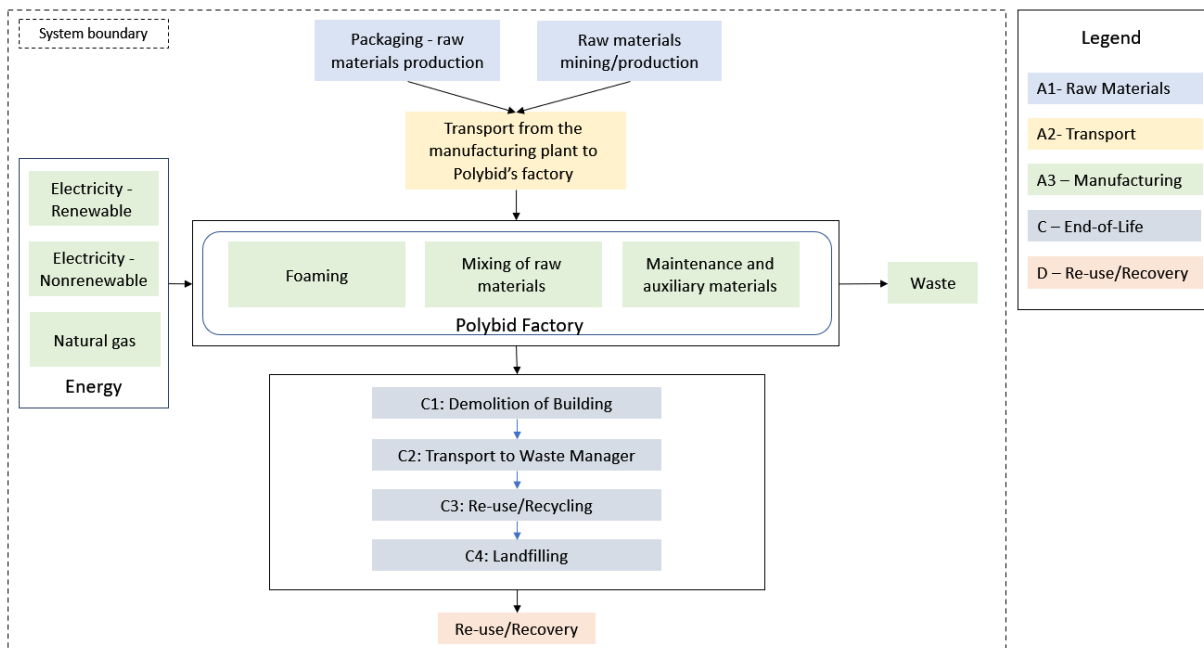 System boundary
Packaging - raw
materials production
Raw materials
mining/production
Transport from the
manufacturing plant to
Polybid's factory
Electricity -
Renewable
Electricity -
Nonrenewable
Natural gas
Energy
Foaming
Mixing of raw
materials
Maintenance and
auxiliary materials
Polybid Factory
Waste
C1: Demolition of Building
C2: Transport to Waste Manager
C3: Re-use/Recycling
C4: Landfilling
Re-use/Recovery
Legend
A1- Raw Materials
A2- Transport
A3 – Manufacturing
C – End-of-Life
D – Re-use/Recovery